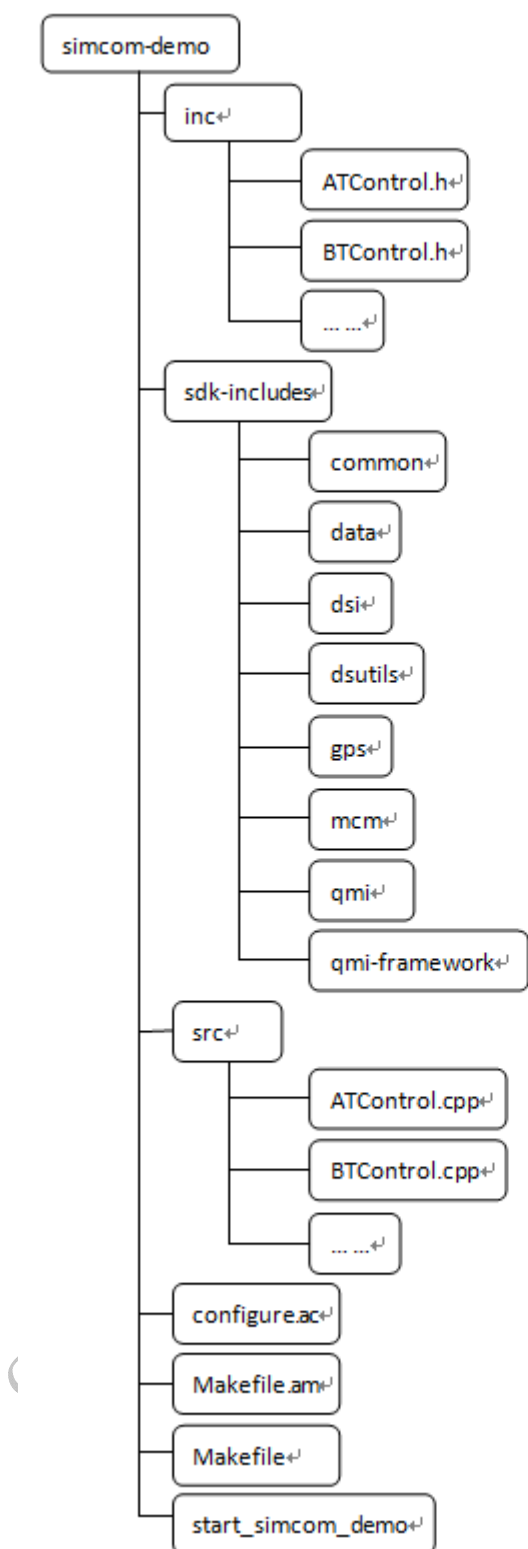 simcom-demo
inc↵
ATControl.h↵
BTControl.h↵
... ...↵
sdk-includes↵
common↵
data↵
dsi↵
dsutils↵
gps↵
mcm↵
qmi↵
qmi-framework↵
src↵
ATControl.cpp↵
BTControl.cpp↵
... ...↵
configure.ac↵
Makefile.am↵
Makefile↵
start_simcom_demo↵